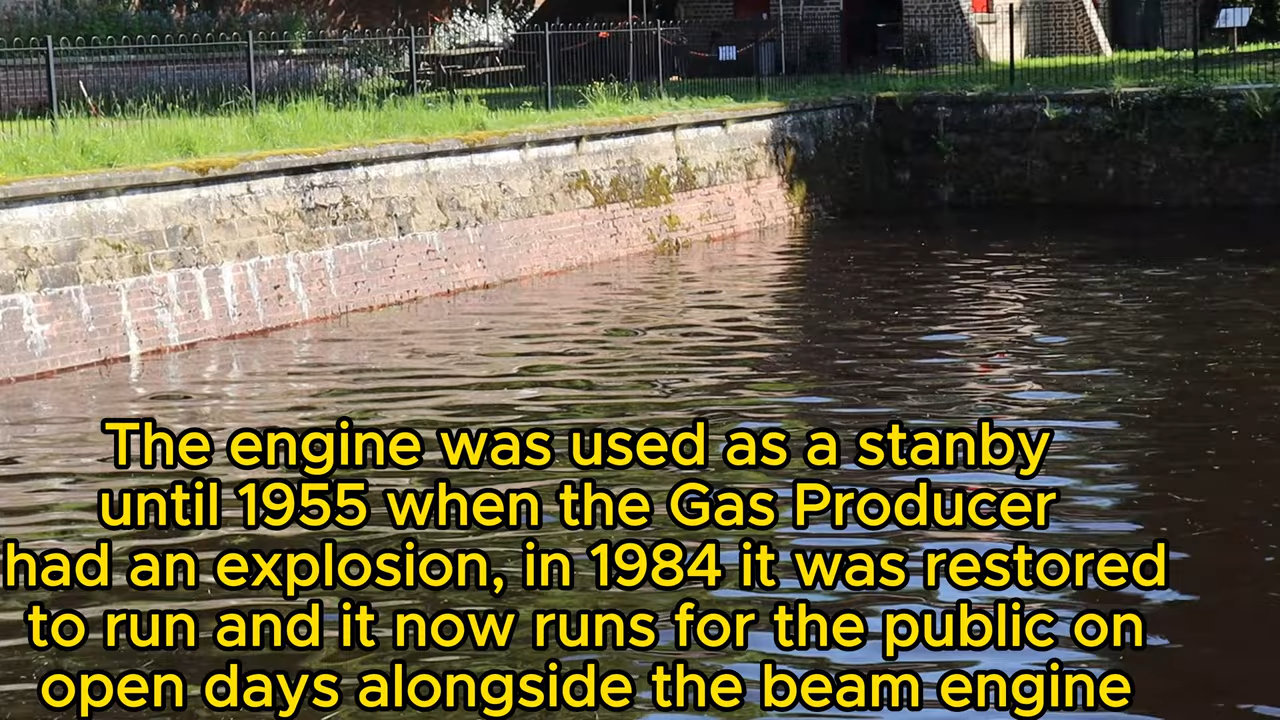 The engine was used as a stanby
until 1955 when the Gas Producer
had an explosion, in 1984 it was restored
to run and it now runs for the public on
open days alongside the beam engine